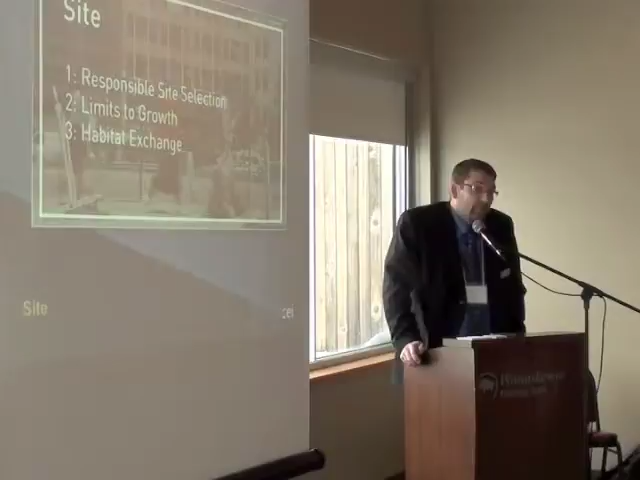 Site
1: Responsible Site Selection
2: Limits to Growth
3: Habitat Exchange
Site